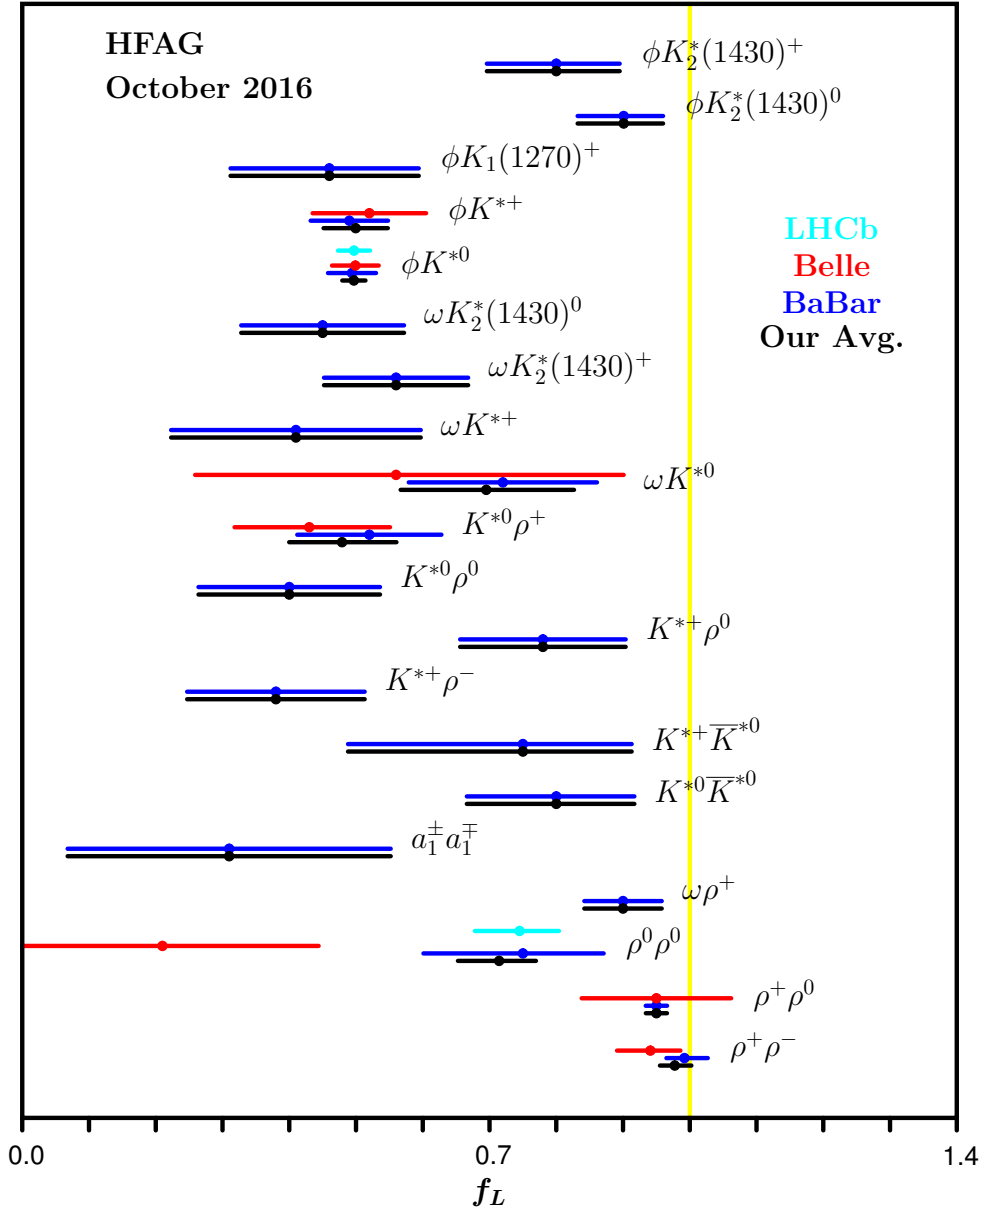 HFAG
October 2016
ϕK₂*(1430)⁺
ϕK₂*(1430)⁰
ϕK₁(1270)⁺
ϕK*⁺
LHCb
ϕK*⁰
Belle
BaBar
ωK₂*(1430)⁰
Our Avg.
ωK₂*(1430)⁺
ωK*⁺
ωK*⁰
K*⁰ρ⁺
K*⁰ρ⁰
K*⁺ρ⁰
K*⁺ρ⁻
K*⁺K̅*⁰
K*⁰K̅*⁰
a₁^± a₁^∓
ωρ⁺
ρ⁰ρ⁰
ρ⁺ρ⁰
ρ⁺ρ⁻
0.0 0.7 1.4
f_L